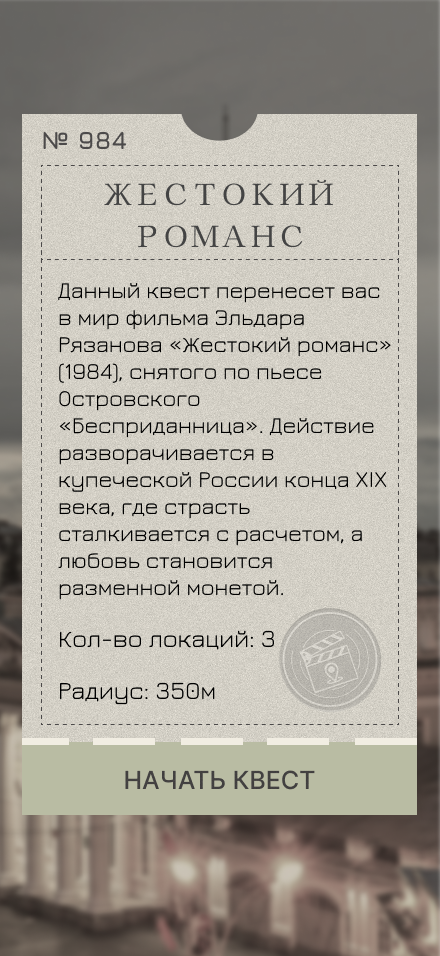 № 984
ЖЕСТОКИЙ
РОМАНС
Данный квест перенесет вас
в мир фильма Эльдара
Рязанова «Жестокий романс»
(1984), снятого по пьесе
Островского
«Бесприданница». Действие
разворачивается в
купеческой России конца XIX
века, где страсть
сталкивается с расчетом, а
любовь становится
разменной монетой.
Кол-во локаций: 3
Радиус: 350м
НАЧАТЬ КВЕСТ